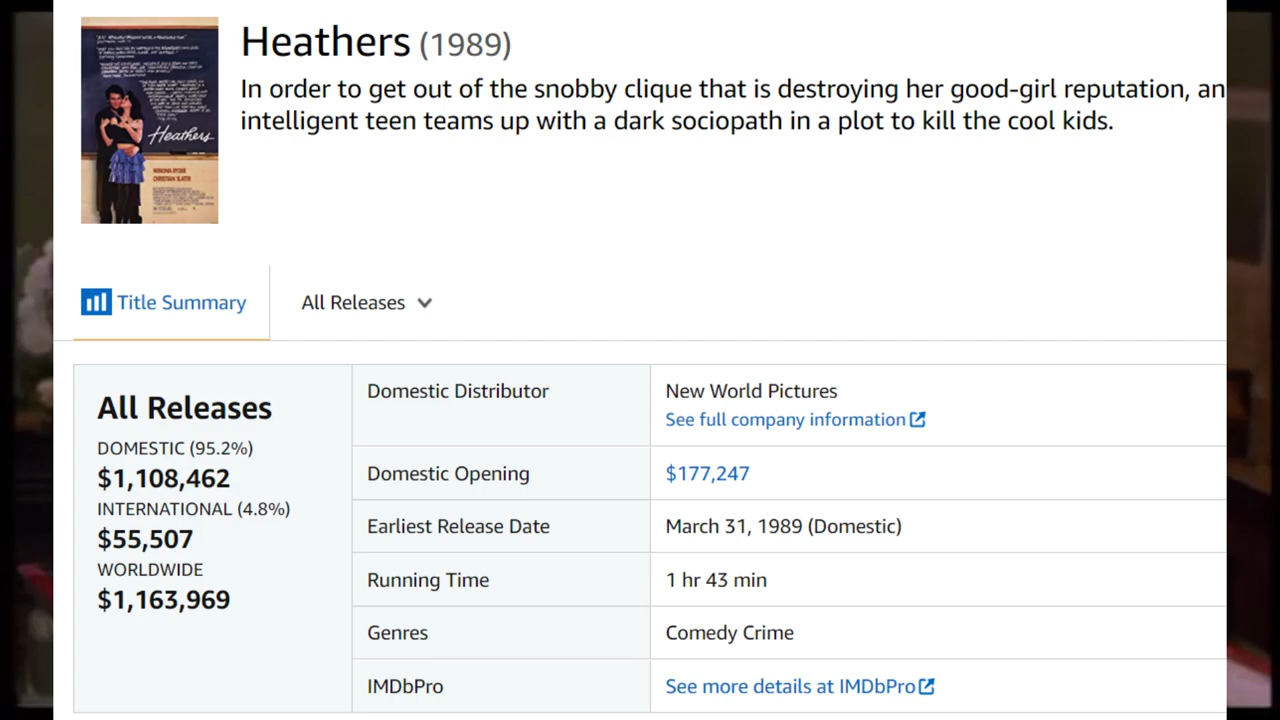 Heathers (1989)
In order to get out of the snobby clique that is destroying her good-girl reputation, an
intelligent teen teams up with a dark sociopath in a plot to kill the cool kids.
Heathers
WINONA RYDER
CHRISTIAN SLATER
Title Summary
All Releases
All Releases
DOMESTIC (95.2%)
$1,108,462
INTERNATIONAL (4.8%)
$55,507
WORLDWIDE
$1,163,969
Domestic Distributor
New World Pictures
See full company information
Domestic Opening
$177,247
Earliest Release Date
March 31, 1989 (Domestic)
Running Time
1 hr 43 min
Genres
Comedy Crime
IMDbPro
See more details at IMDbPro